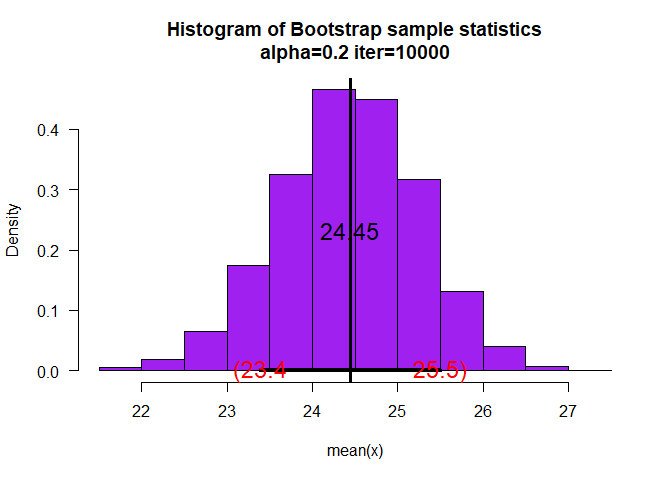 Histogram of Bootstrap sample statistics
alpha=0.2 iter=10000
Density
0.4
0.3
0.2
0.1
0.0
24.45
(23.4
25.5)
22 23 24 25 26 27
mean(x)